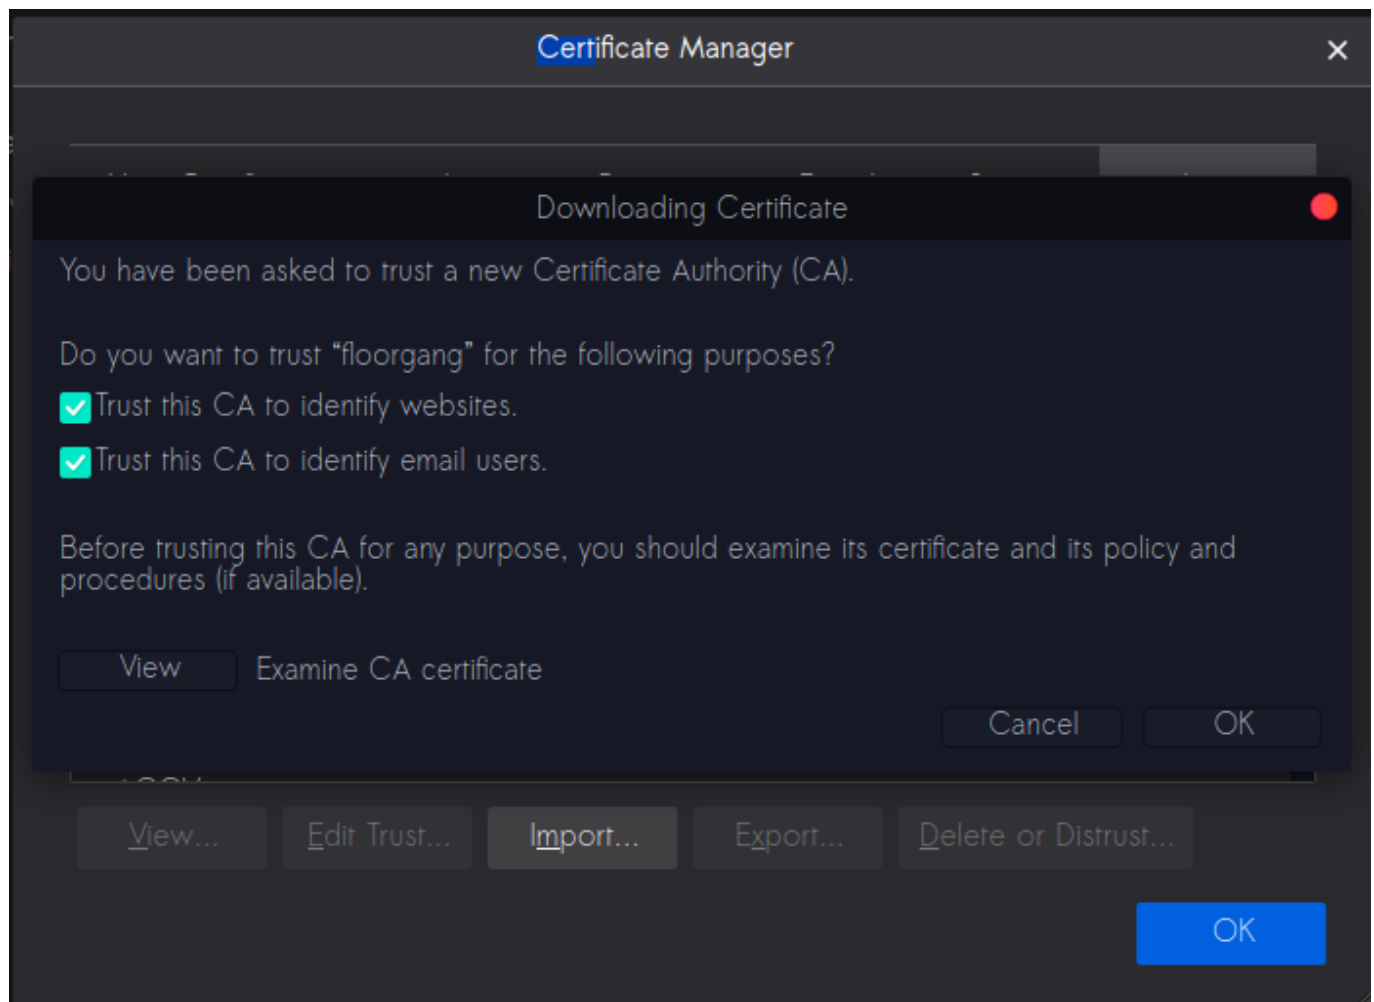 Certificate Manager
Downloading Certificate
You have been asked to trust a new Certificate Authority (CA).
Do you want to trust “floorgang” for the following purposes?
Trust this CA to identify websites.
Trust this CA to identify email users.
Before trusting this CA for any purpose, you should examine its certificate and its policy and
procedures (if available).
View Examine CA certificate
Cancel OK
View... Edit Trust... Import... Export... Delete or Distrust...
OK